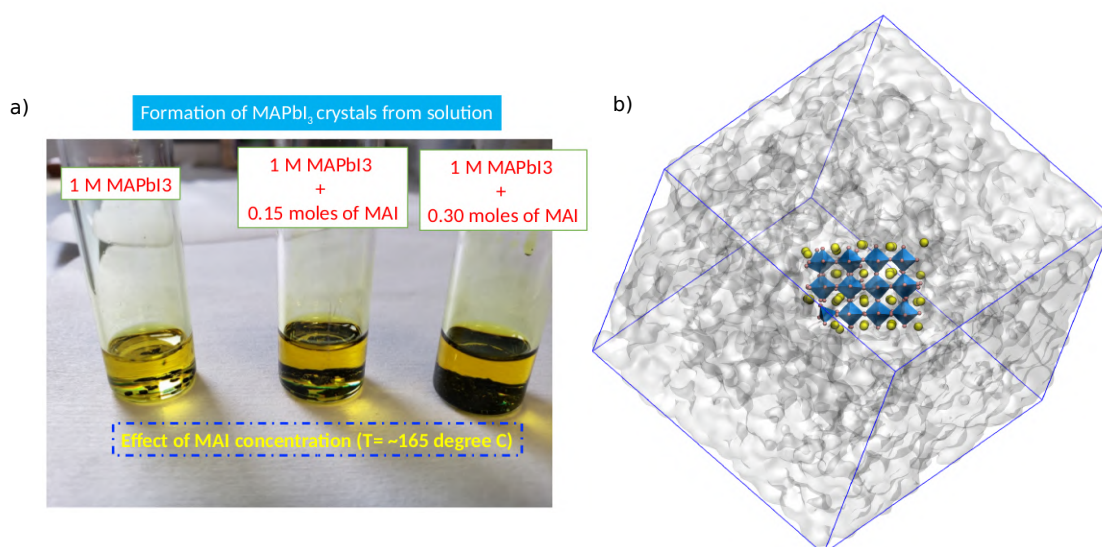 a)
Formation of MAPbI₃ crystals from solution
1 M MAPbI3
1 M MAPbI3
+
0.15 moles of MAI
1 M MAPbI3
+
0.30 moles of MAI
Effect of MAI concentration (T= ~165 degree C)
b)